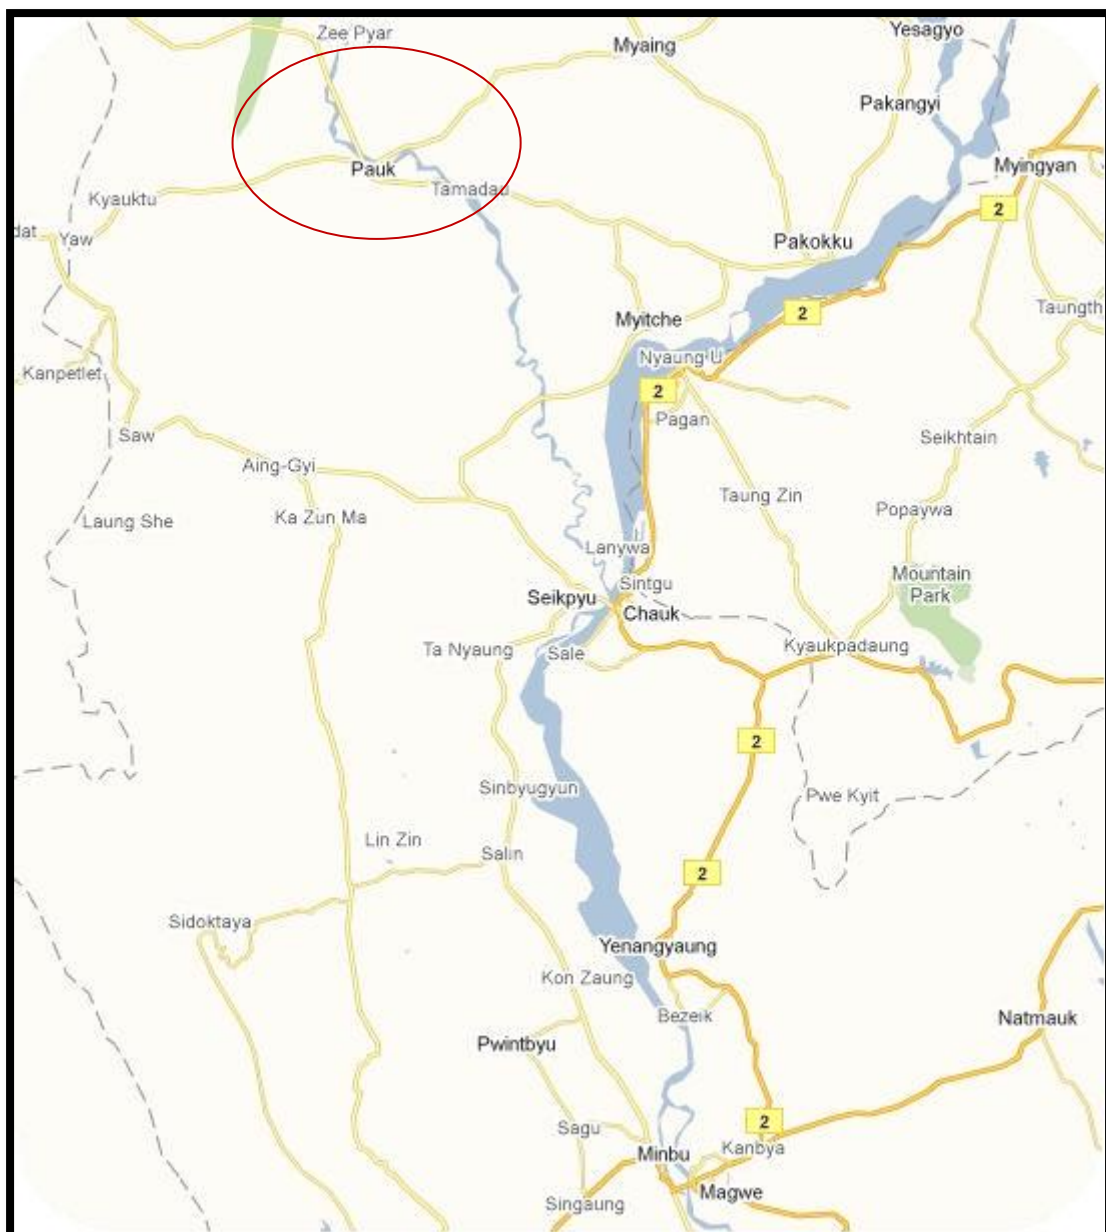 Zee Pyar
Yesagyo
Myaing
Pakangyi
Pauk
Myingyan
Tamadau
Kyauktu
2
dat
Yaw
Pakokku
Taungth
2
Myitche
Nyaung-U
Kanpetlet
2
Pagan
Saw
Seikhtain
Aing-Gyi
Taung Zin
Popaywa
Laung She
Ka Zun Ma
Lanywa
Mountain
Park
Sintgu
Seikpyu
Chauk
Kyaukpadaung
Ta Nyaung
Sale
2
Sinbyugyun
Pwe Kyit
Lin Zin
Salin
2
Sidoktaya
Yenangyaung
Kon Zaung
Bezeik
Natmauk
Pwintbyu
2
Sagu
Kanbya
Minbu
Magwe
Singaung